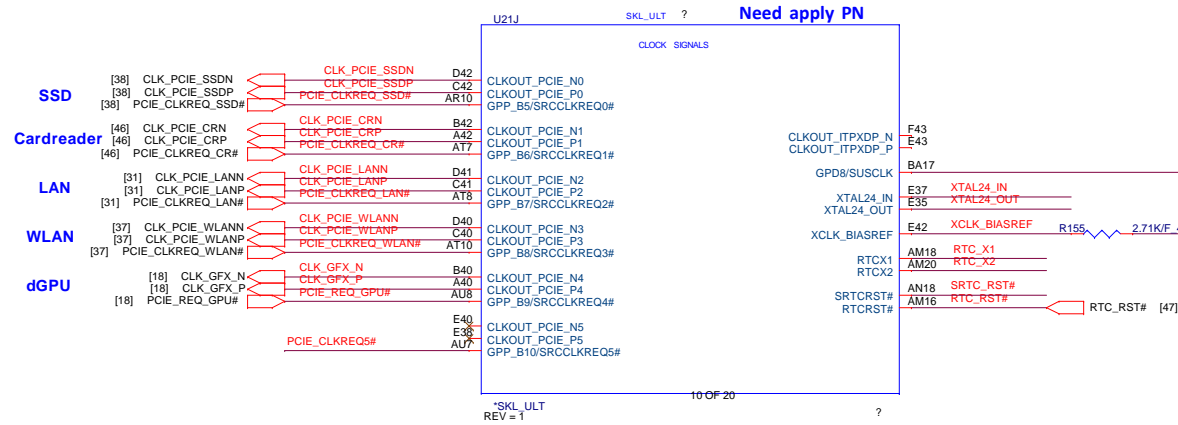 U21J
SKL_ULT ?
Need apply PN
CLOCK SIGNALS
SSD
[38] CLK_PCIE_SSDN CLK_PCIE_SSDN D42 CLKOUT_PCIE_N0
[38] CLK_PCIE_SSDP CLK_PCIE_SSDP C42 CLKOUT_PCIE_P0
[38] PCIE_CLKREQ_SSD# PCIE_CLKREQ_SSD# AR10 GPP_B5/SRCCLKREQ0#
Cardreader
[46] CLK_PCIE_CRN CLK_PCIE_CRN B42 CLKOUT_PCIE_N1
[46] CLK_PCIE_CRP CLK_PCIE_CRP A42 CLKOUT_PCIE_P1
[46] PCIE_CLKREQ_CR# PCIE_CLKREQ_CR# AT7 GPP_B6/SRCCLKREQ1#
LAN
[31] CLK_PCIE_LANN CLK_PCIE_LANN D41 CLKOUT_PCIE_N2
[31] CLK_PCIE_LANP CLK_PCIE_LANP C41 CLKOUT_PCIE_P2
[31] PCIE_CLKREQ_LAN# PCIE_CLKREQ_LAN# AT8 GPP_B7/SRCCLKREQ2#
WLAN
[37] CLK_PCIE_WLANN CLK_PCIE_WLANN D40 CLKOUT_PCIE_N3
[37] CLK_PCIE_WLANP CLK_PCIE_WLANP C40 CLKOUT_PCIE_P3
[37] PCIE_CLKREQ_WLAN# PCIE_CLKREQ_WLAN# AT10 GPP_B8/SRCCLKREQ3#
dGPU
[18] CLK_GFX_N CLK_GFX_N B40 CLKOUT_PCIE_N4
[18] CLK_GFX_P CLK_GFX_P A40 CLKOUT_PCIE_P4
[18] PCIE_REQ_GPU# PCIE_REQ_GPU# AU8 GPP_B9/SRCCLKREQ4#
E40 CLKOUT_PCIE_N5
E38 CLKOUT_PCIE_P5
PCIE_CLKREQ5# AU7 GPP_B10/SRCCLKREQ5#
CLKOUT_ITPXDP_N F43
CLKOUT_ITPXDP_P E43
GPD8/SUSCLK BA17
XTAL24_IN E37 XTAL24_IN
XTAL24_OUT E35 XTAL24_OUT
XCLK_BIASREF E42 XCLK_BIASREF R155 2.71K/F_
RTCX1 AM18 RTC_X1
RTCX2 AM20 RTC_X2
SRTCRST# AN18 SRTC_RST#
RTCRST# AM16 RTC_RST# RTC_RST# [47]
10 OF 20
*SKL_ULT
REV = 1
?